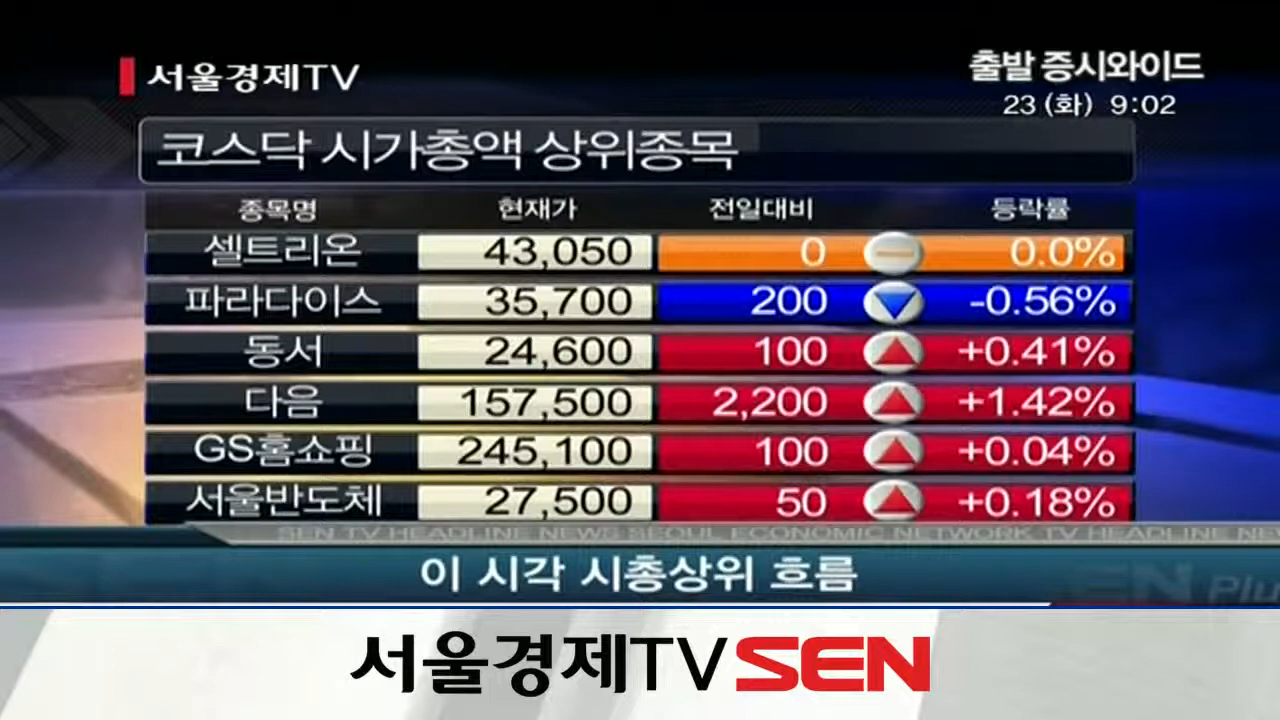 서울경제TV
출발 증시와이드
23 (화) 9:02
코스닥 시가총액 상위종목
종목명 현재가 전일대비 등락률
셀트리온 43,050 0 0.0%
파라다이스 35,700 200 ▼ -0.56%
동서 24,600 100 ▲ +0.41%
다음 157,500 2,200 ▲ +1.42%
GS홈쇼핑 245,100 100 ▲ +0.04%
서울반도체 27,500 50 ▲ +0.18%
SEN TV HEADLINE NEWS SEOUL ECONOMIC NETWORK TV HEADLINE NE
이 시각 시총상위 흐름
EN Plu
서울경제TV SEN